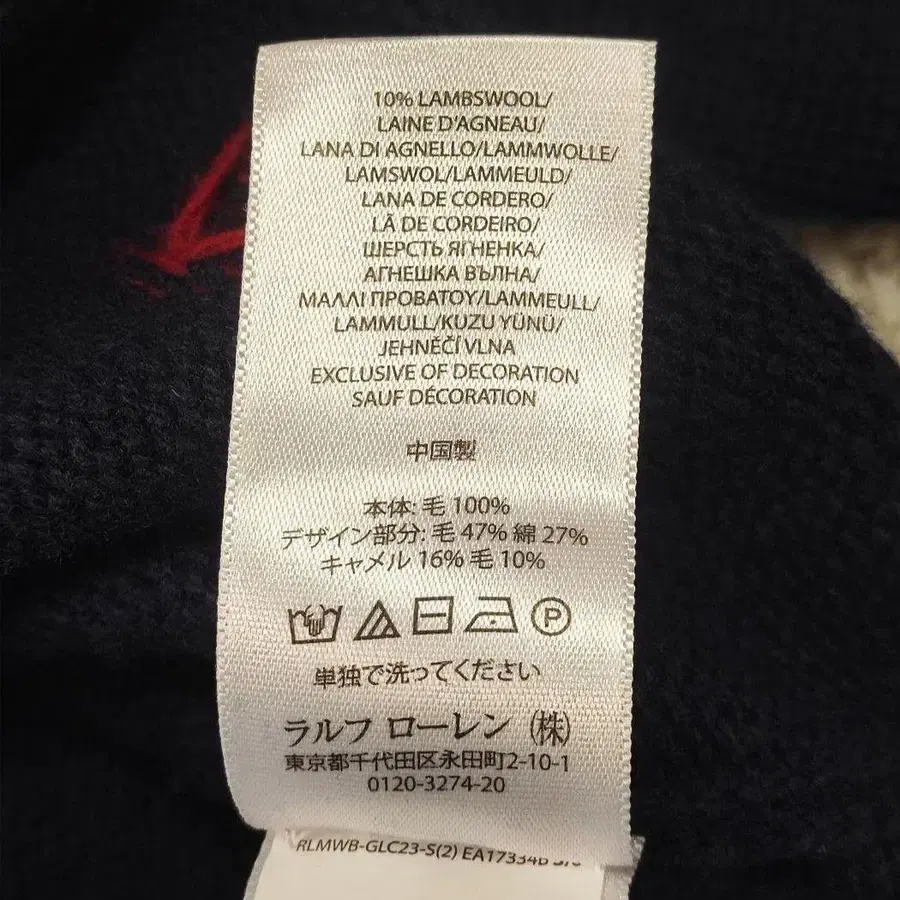 10% LAMBSWOOL/
LAINE D'AGNEAU/
LANA DI AGNELLO/LAMMWOLLE/
LAMSWOL/LAMMEULD/
LANA DE CORDERO/
LÃ DE CORDEIRO/
ШЕРСТЬ ЯГНЕНКА/
АГНЕШКА ВЪЛНА/
ΜΑΛΛΙ ΠΡΟΒΑΤΟΥ/LAMMEULL/
LAMMULL/KUZU YÜNÜ/
JEHNĚČÍ VLNA
EXCLUSIVE OF DECORATION
SAUF DÉCORATION
中国製
本体: 毛 100%
デザイン部分: 毛 47% 綿 27%
キャメル 16% 毛 10%
P
単独で洗ってください
ラルフ ローレン (株)
東京都千代田区永田町2-10-1
0120-3274-20
RLMWB-GLC23-S(2) EA17334B